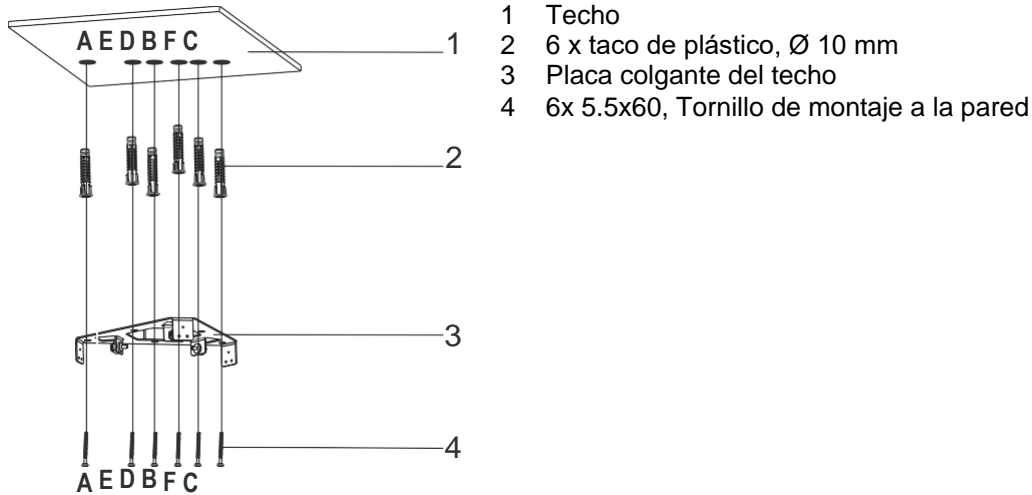 A E D B F C
1
2
3
4
A E D B F C
1 Techo
2 6 x taco de plástico, Ø 10 mm
3 Placa colgante del techo
4 6x 5.5x60, Tornillo de montaje a la pared